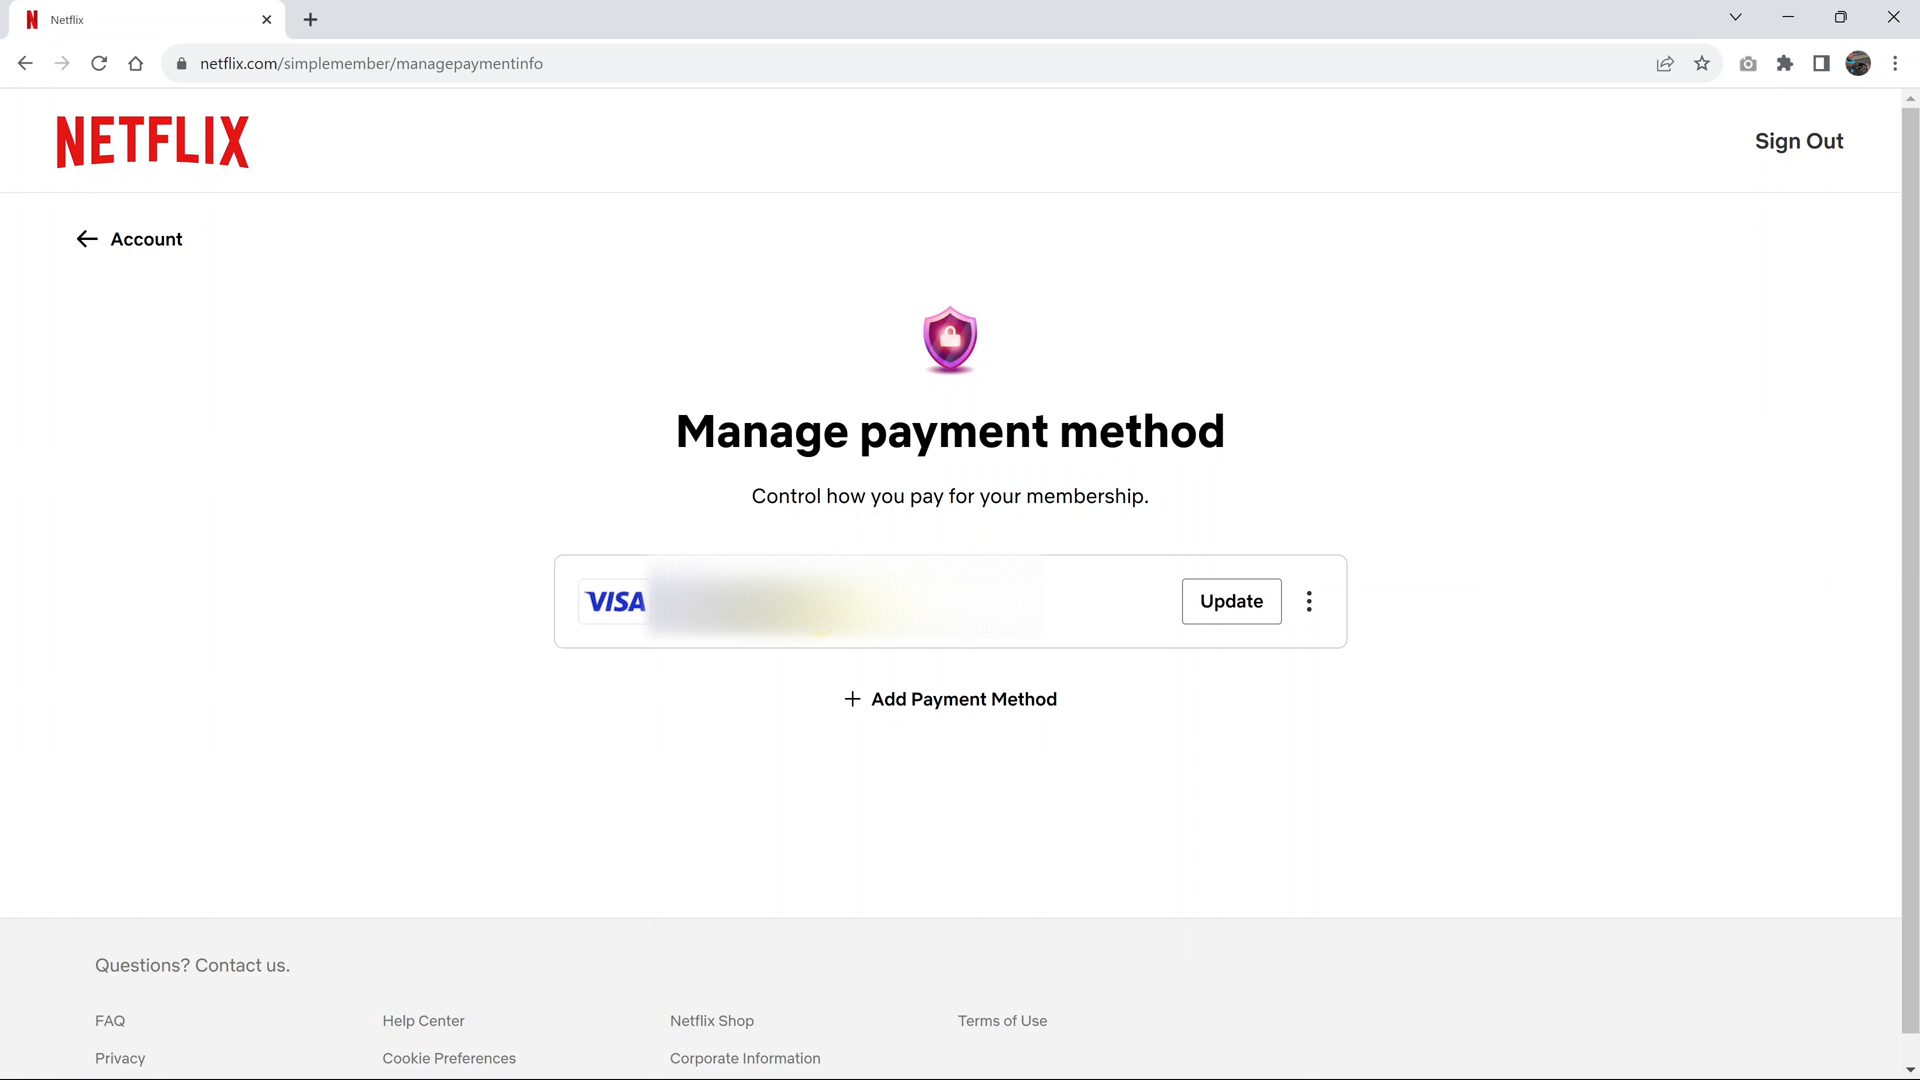 Netflix
netflix.com/simplemember/managepaymentinfo
NETFLIX
Sign Out
Account
Manage payment method
Control how you pay for your membership.
VISA
Update
Add Payment Method
Questions? Contact us.
FAQ
Help Center
Netflix Shop
Terms of Use
Privacy
Cookie Preferences
Corporate Information